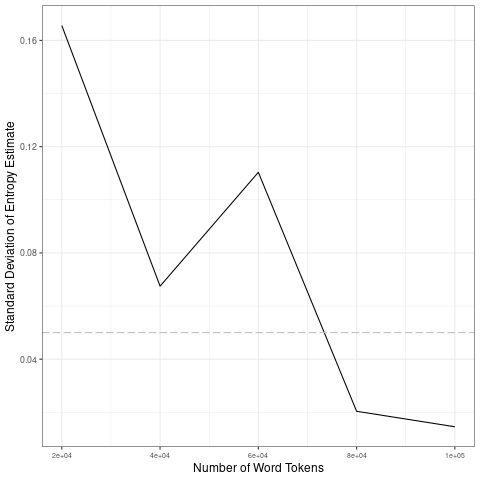 Standard Deviation of Entropy Estimate
0.16
0.12
0.08
0.04
2e+04 4e+04 6e+04 8e+04 1e+05
Number of Word Tokens